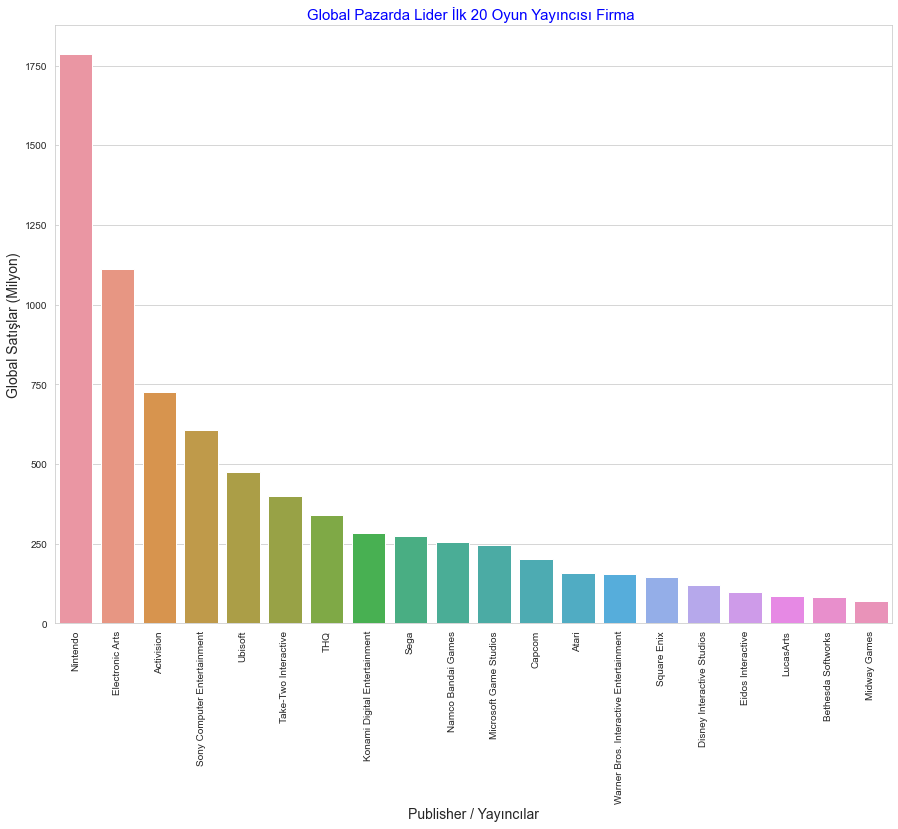 Global Pazarda Lider İlk 20 Oyun Yayıncısı Firma
Global Satışlar (Milyon)
1750
1500
1250
1000
750
500
250
0
Nintendo
Electronic Arts
Activision
Sony Computer Entertainment
Ubisoft
Take-Two Interactive
THQ
Konami Digital Entertainment
Sega
Namco Bandai Games
Microsoft Game Studios
Capcom
Atari
Warner Bros. Interactive Entertainment
Square Enix
Disney Interactive Studios
Eidos Interactive
LucasArts
Bethesda Softworks
Midway Games
Publisher / Yayıncılar